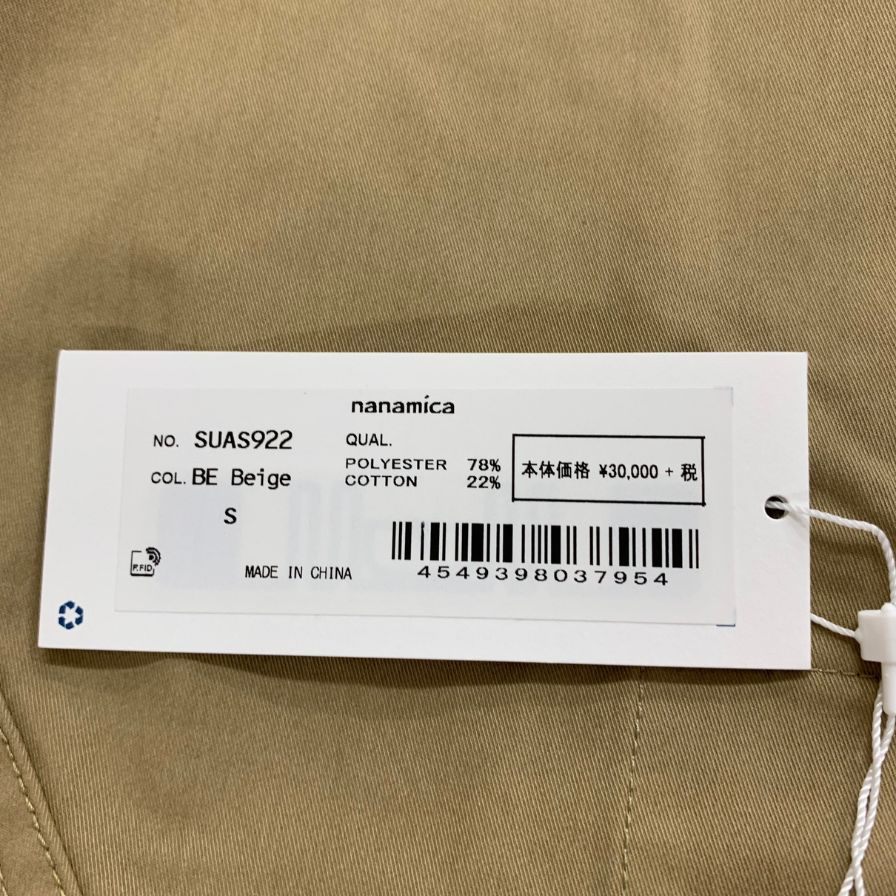 nanamica
NO. SUAS922
COL. BE Beige
S
QUAL.
POLYESTER 78%
COTTON 22%
本体価格 ¥30,000 + 税
RFID
MADE IN CHINA
4549398037954